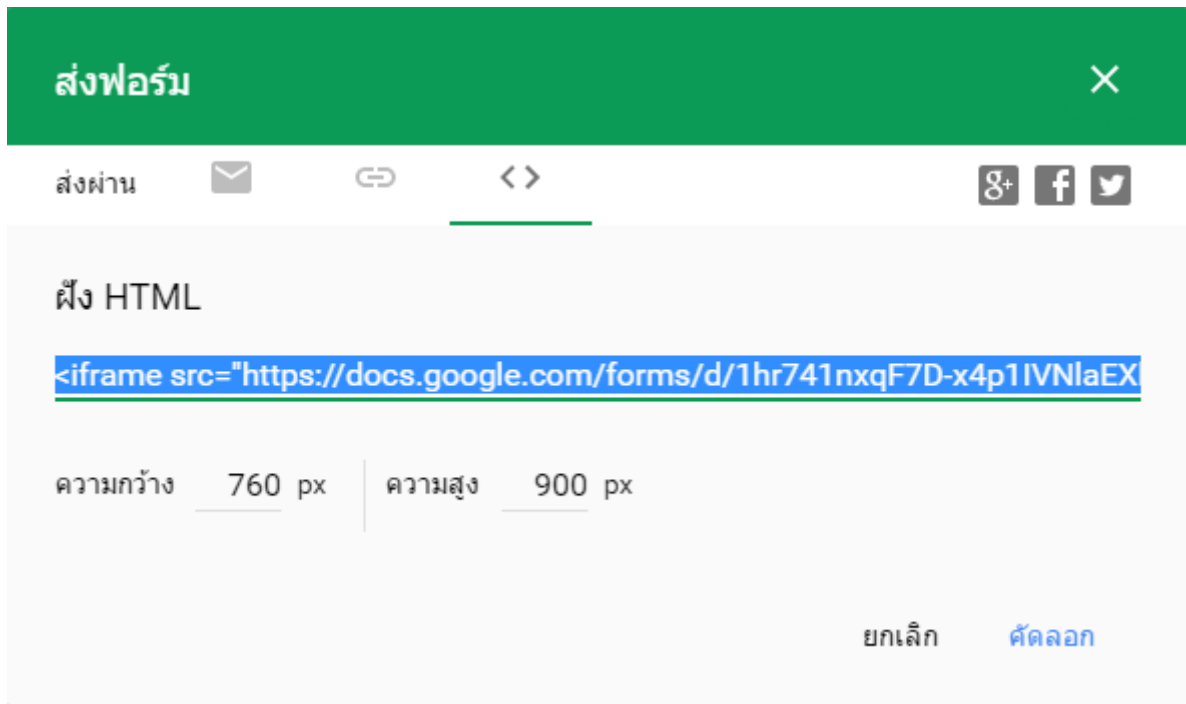 ส่งฟอร์ม
ส่งผ่าน
ฝัง HTML
<iframe src="https://docs.google.com/forms/d/1hr741nxqF7D-x4p1IVNlaEX
ความกว้าง 760 px ความสูง 900 px
ยกเลิก คัดลอก